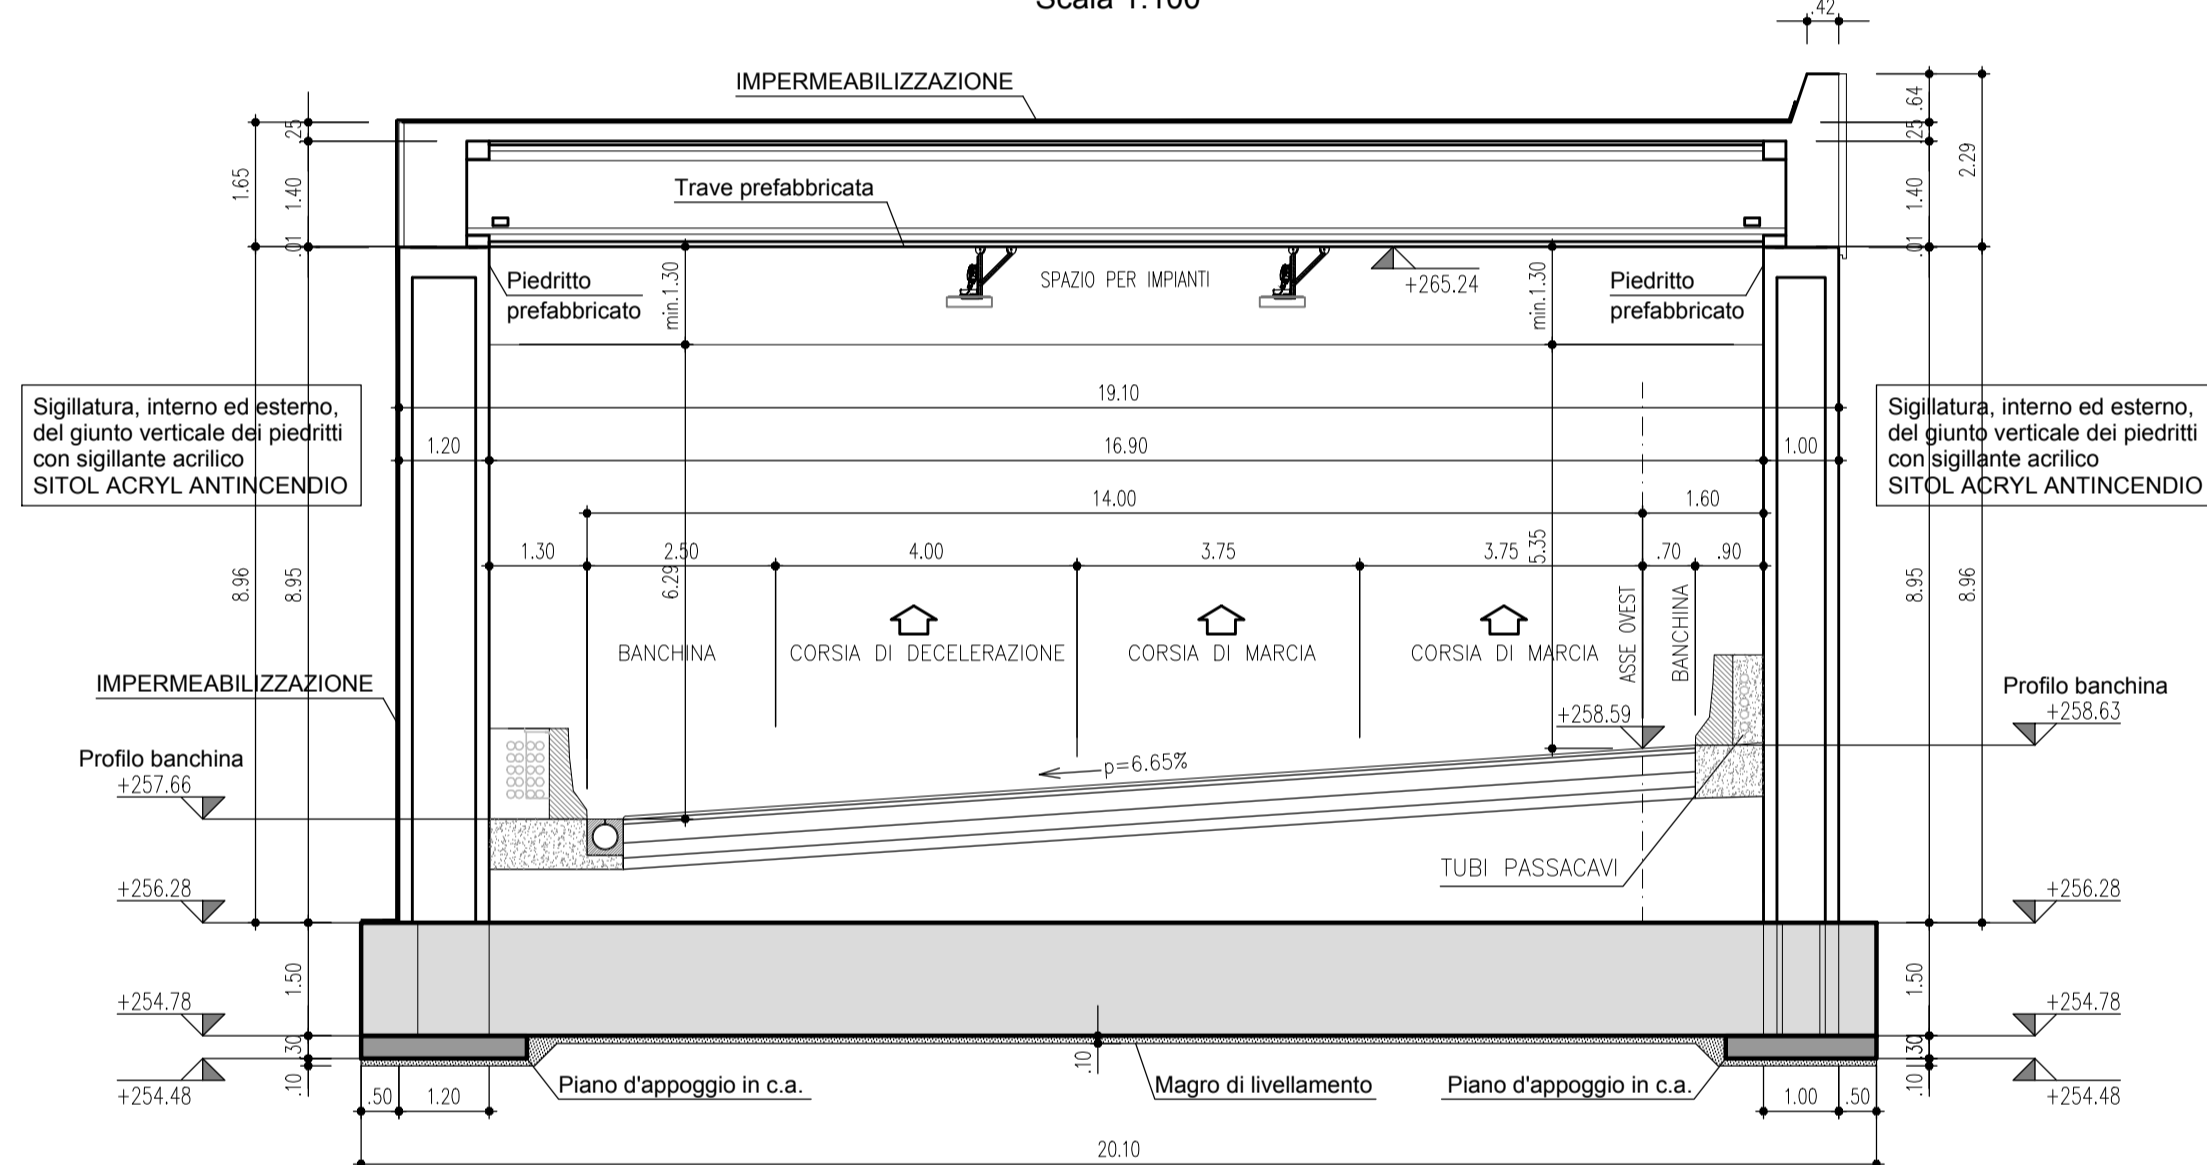 Scala 1:100
.42
IMPERMEABILIZZAZIONE
.64
.25
.25
2.29
1.65
1.40
1.40
Trave prefabbricata
.01
.01
Piedritto
prefabbricato
min.1.30
SPAZIO PER IMPIANTI
+265.24
min.1.30
Piedritto
prefabbricato
19.10
Sigillatura, interno ed esterno,
del giunto verticale dei piedritti
con sigillante acrilico
SITOL ACRYL ANTINCENDIO
Sigillatura, interno ed esterno,
del giunto verticale dei piedritti
con sigillante acrilico
SITOL ACRYL ANTINCENDIO
1.20
16.90
1.00
14.00
1.60
1.30
2.50
4.00
3.75
3.75
.70
.90
6.29
5.35
8.96
8.95
8.95
8.96
BANCHINA
CORSIA DI DECELERAZIONE
CORSIA DI MARCIA
CORSIA DI MARCIA
ASSE OVEST
BANCHINA
IMPERMEABILIZZAZIONE
Profilo banchina
+258.63
+258.59
Profilo banchina
+257.66
p=6.65%
TUBI PASSACAVI
+256.28
+256.28
1.50
1.50
+254.78
+254.78
.30
.30
.10
.10
.10
+254.48
+254.48
Piano d'appoggio in c.a.
Magro di livellamento
Piano d'appoggio in c.a.
.50
1.20
1.00
.50
20.10